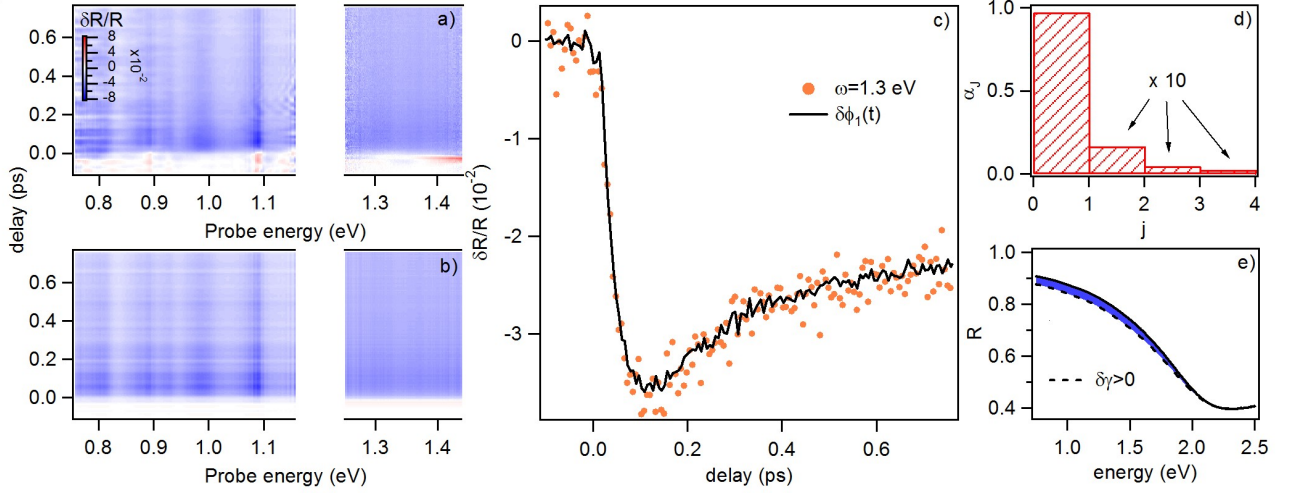 δR/R
8
4
0
-4
-8
x10⁻²
a)
0.6
0.4
0.2
0.0
0.8 0.9 1.0 1.1 1.3 1.4
Probe energy (eV)
delay (ps)
b)
0.6
0.4
0.2
0.0
0.8 0.9 1.0 1.1 1.3 1.4
Probe energy (eV)
c)
0
-1
-2
-3
δR/R (10⁻²)
ω=1.3 eV
δϕ₁(t)
0.0 0.2 0.4 0.6
delay (ps)
d)
1.0
0.5
0.0
αⱼ
x 10
0 1 2 3 4
j
e)
R
0.8
0.6
0.4
δγ>0
1.0 1.5 2.0 2.5
energy (eV)